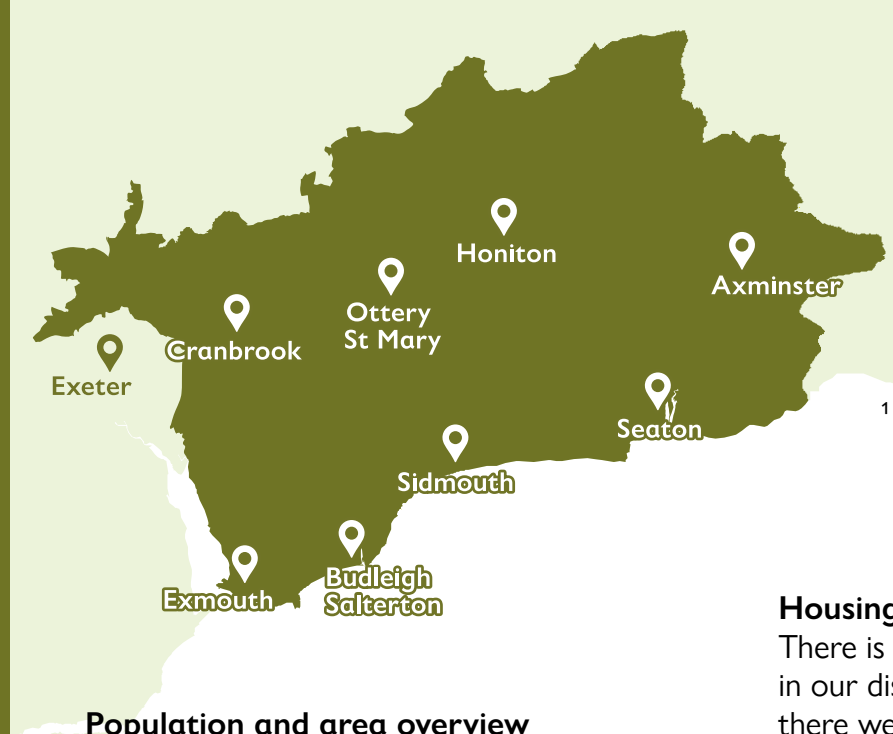 Honiton
Axminster
Ottery
St Mary
Cranbrook
Exeter
Seaton
1
Sidmouth
Budleigh
Salterton
Exmouth
Housing
There is
in our dis
there we
Population and area overview